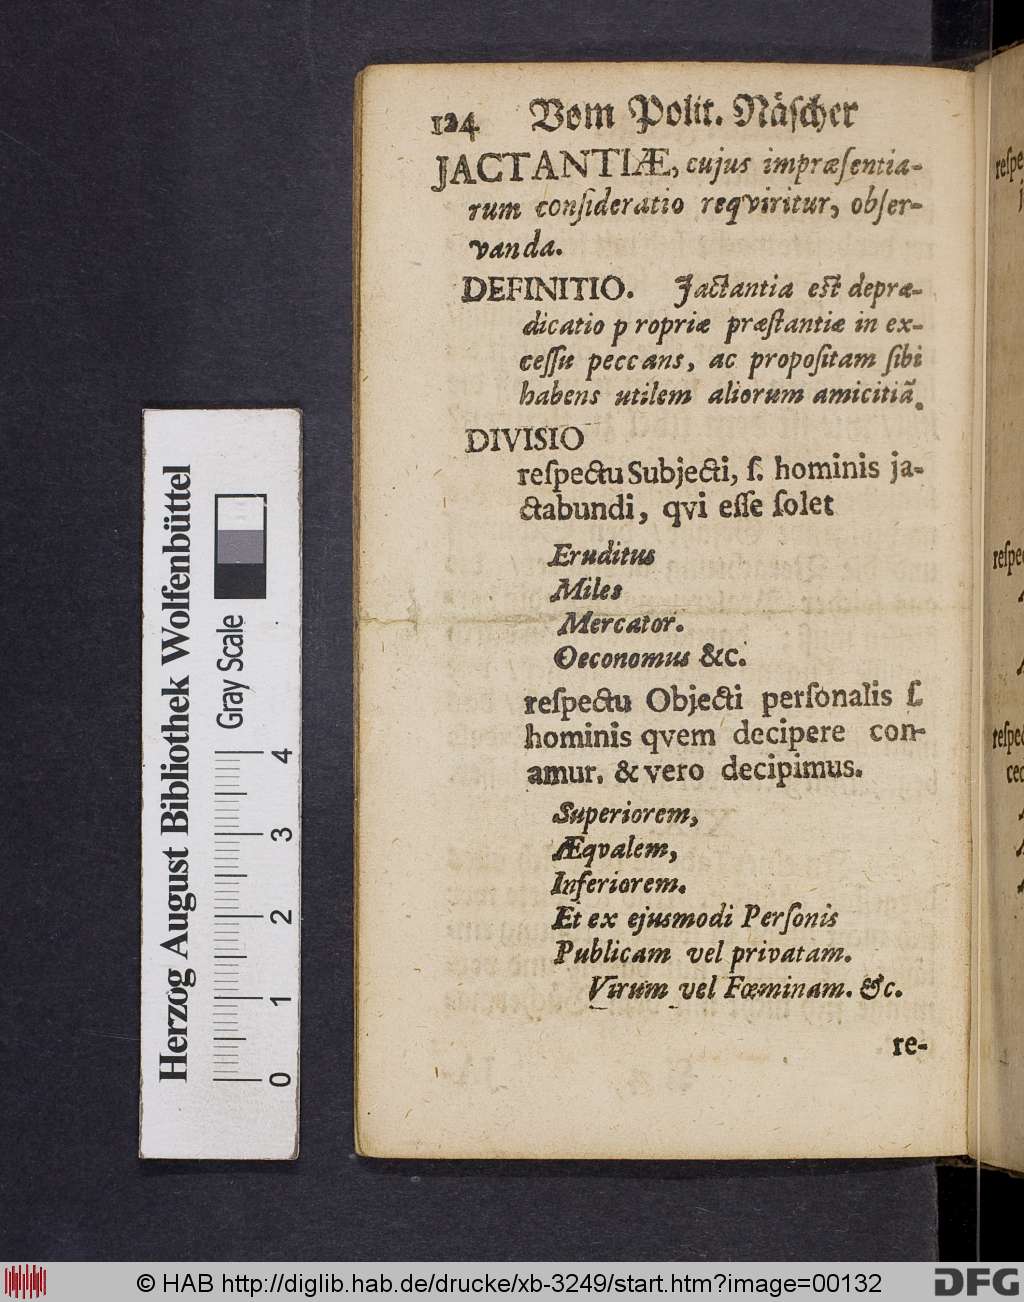 124 Vom Polit. Näſcher
JACTANTIÆ, cujus impræſentia-
rum conſideratio reqviritur, obſer-
vanda.
DEFINITIO. Jactantia est depræ-
dicatio p ropriæ præſtantiæ in ex-
ceſſu peccans, ac propoſitam ſibi
habens utilem aliorum amicitiã.
DIVISIO
reſpectu Subjecti, ſ. hominis ja-
ctabundi, qvi eſſe ſolet
Eruditus
Miles
Mercator.
Oeconomus &c.
reſpectu Objecti perſonalis ſ.
hominis qvem decipere con-
amur. & vero decipimus.
Superiorem,
Æqvalem,
Inferiorem.
Et ex ejusmodi Perſonis
Publicam vel privatam.
Virum vel Fœminam. &c.
re-
Herzog August Bibliothek Wolfenbüttel
Gray Scale
0 1 2 3 4
reſpe
reſpe
reſpe
© HAB http://diglib.hab.de/drucke/xb-3249/start.htm?image=00132
DFG